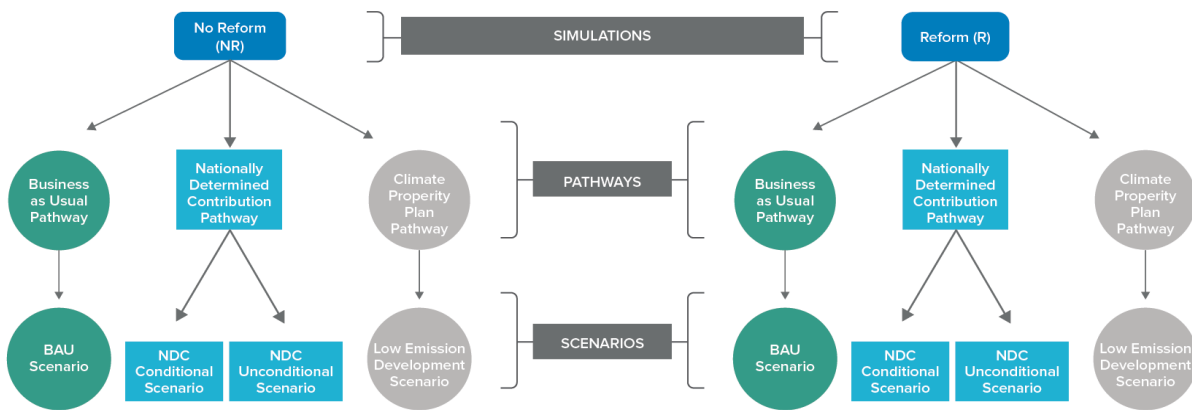 No Reform
(NR)
SIMULATIONS
Reform (R)
Business
as Usual
Pathway
Nationally
Determined
Contribution
Pathway
Climate
Properity
Plan
Pathway
PATHWAYS
Business
as Usual
Pathway
Nationally
Determined
Contribution
Pathway
Climate
Properity
Plan
Pathway
BAU
Scenario
NDC
Conditional
Scenario
NDC
Unconditional
Scenario
Low Emission
Development
Scenario
SCENARIOS
BAU
Scenario
NDC
Conditional
Scenario
NDC
Unconditional
Scenario
Low Emission
Development
Scenario